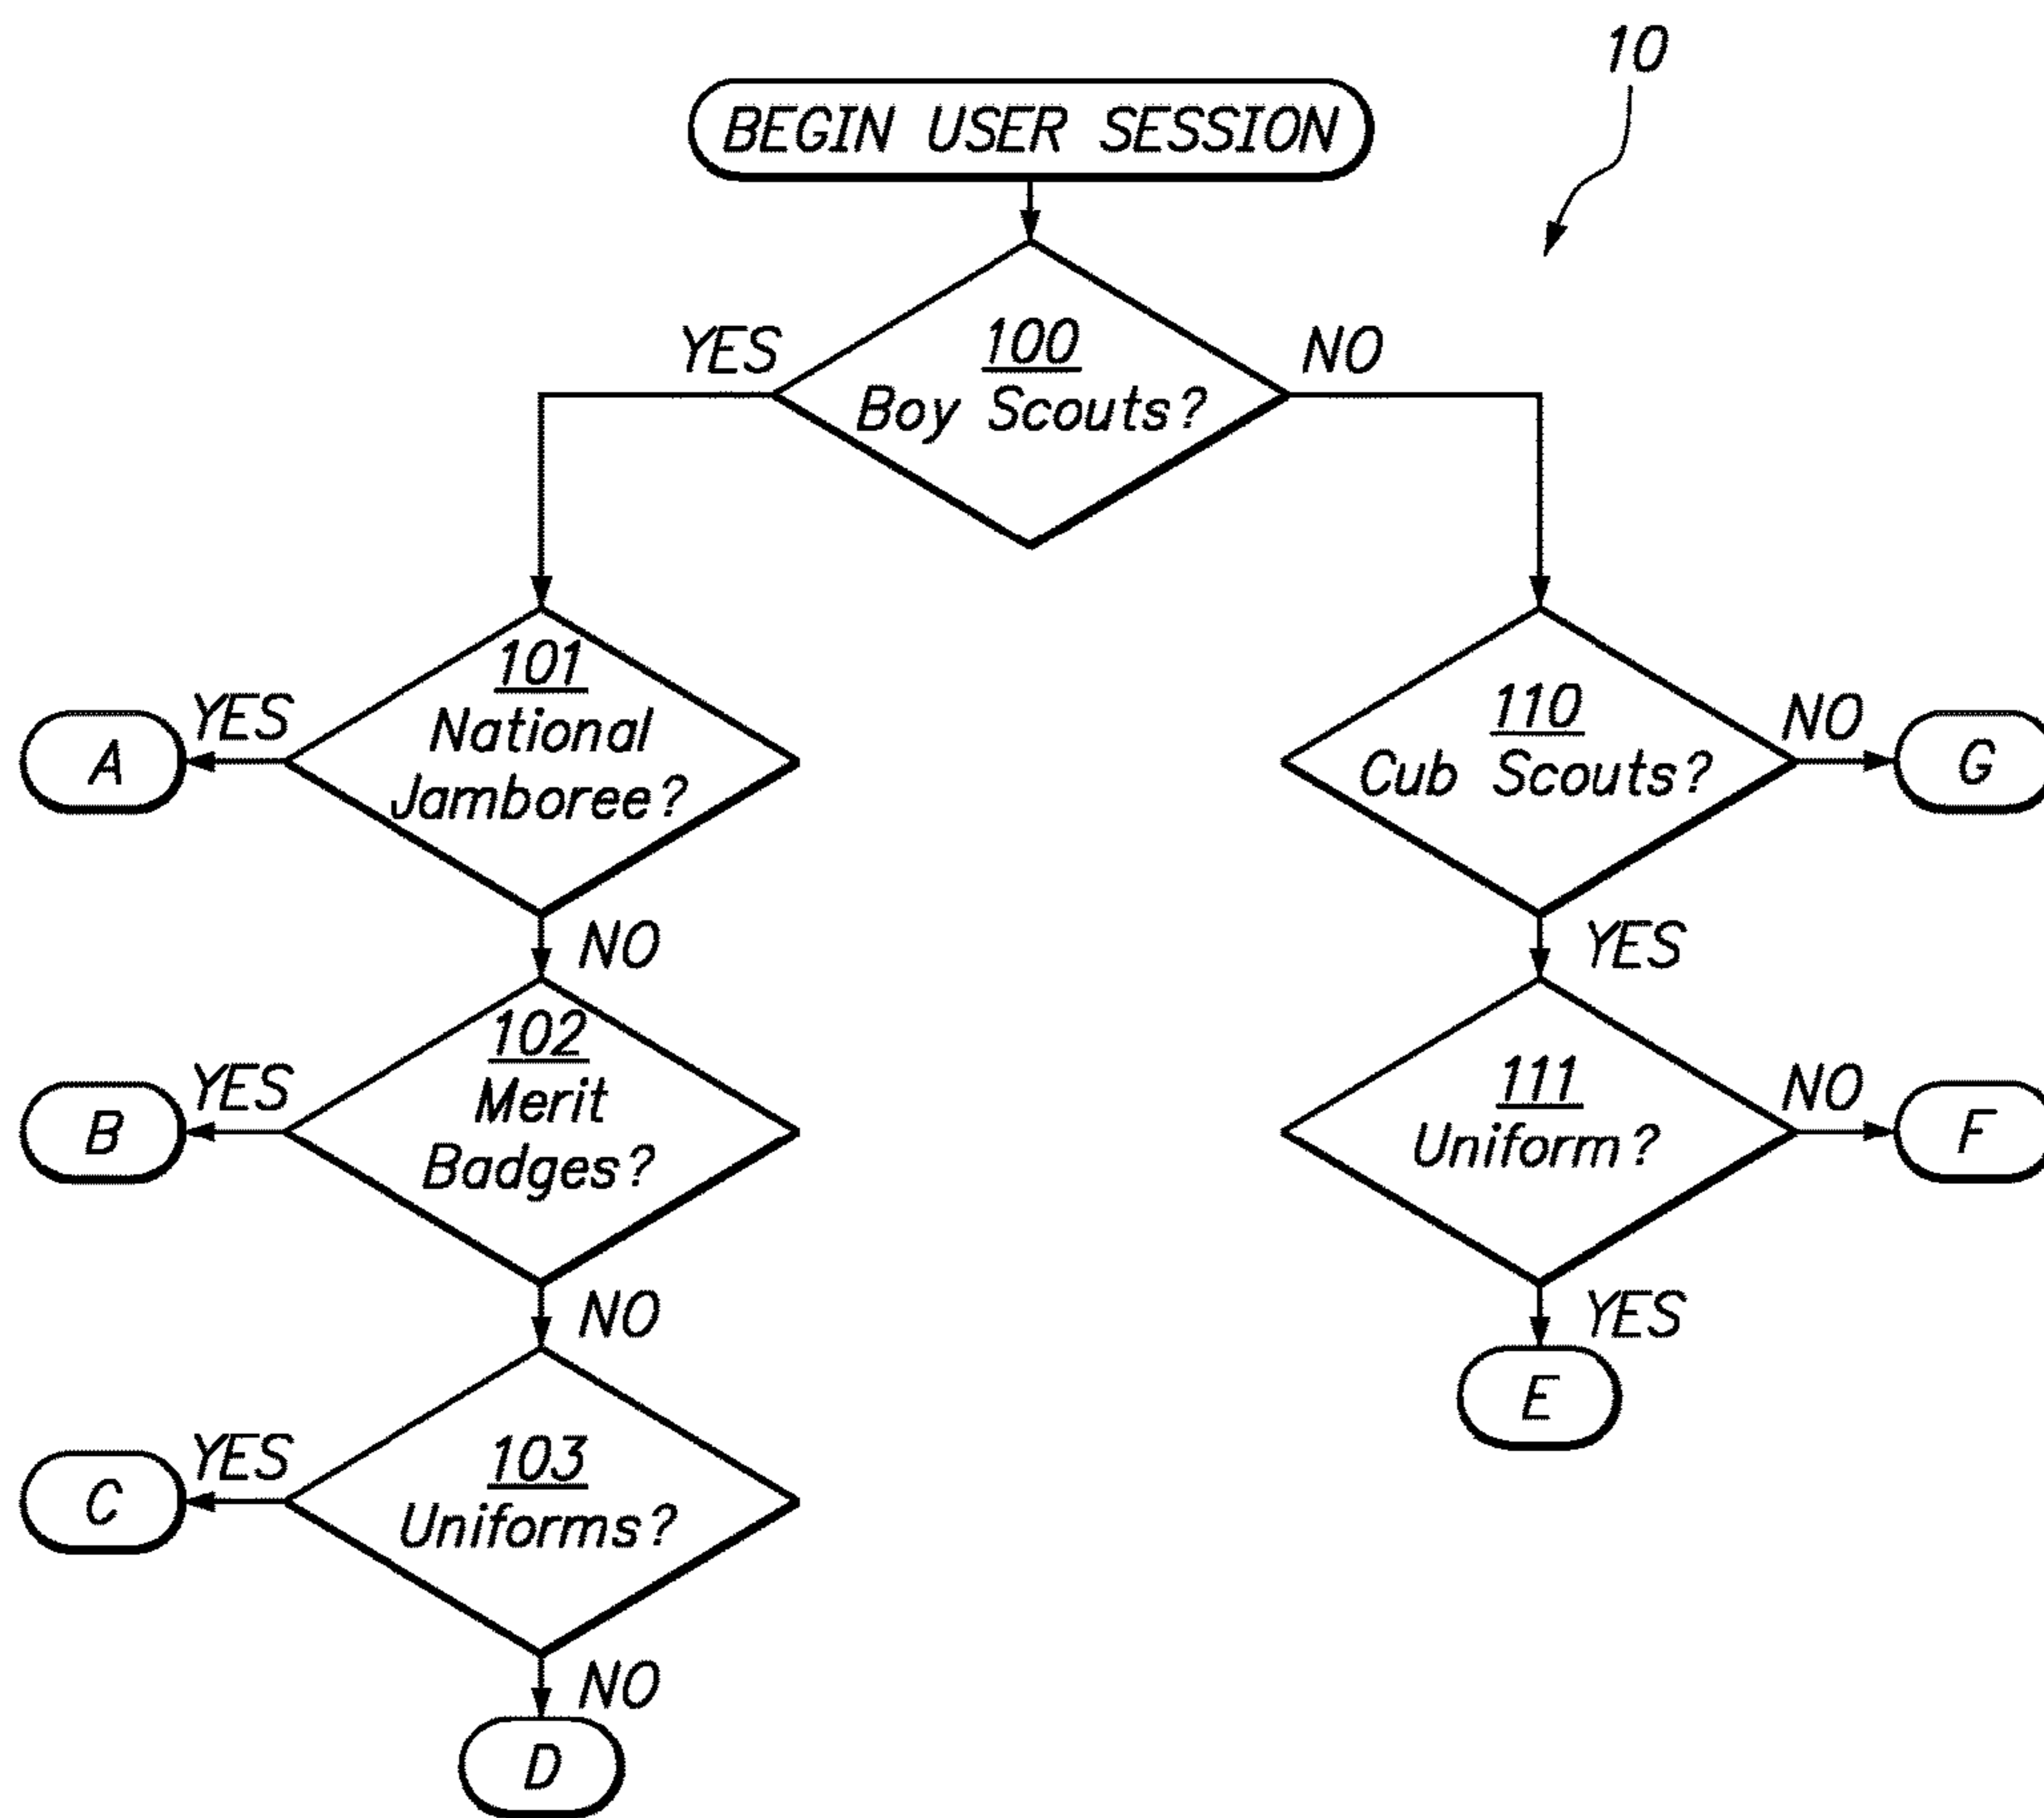 10
BEGIN USER SESSION
YES
100
NO
Boy Scouts?
101
National
Jamboree?
YES
A
NO
110
Cub Scouts?
NO
G
YES
102
Merit
Badges?
YES
B
NO
111
Uniform?
NO
F
YES
E
103
Uniforms?
YES
C
NO
D